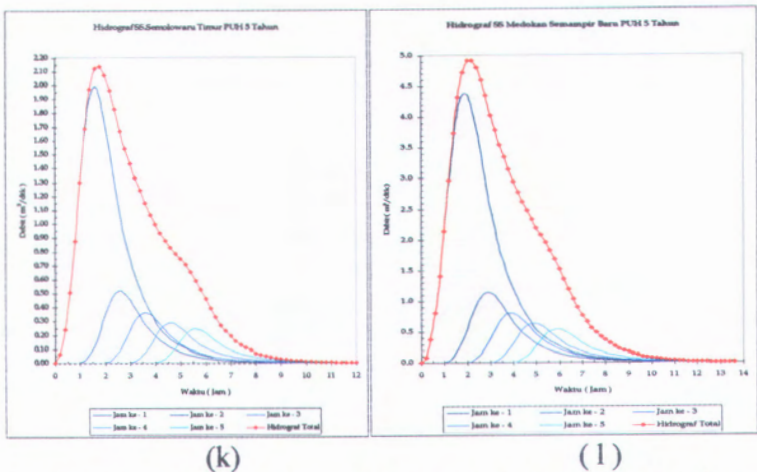 Hidrograf SS.Semolowaru Timur PUH 5 Tahun
2.20
2.10
2.00
1.90
1.80
1.70
1.60
1.50
1.40
1.30
1.20
1.10
1.00
0.90
0.80
0.70
0.60
0.50
0.40
0.30
0.20
0.10
0.00
Debit ( m³/dtk)
0 1 2 3 4 5 6 7 8 9 10 11 12
Waktu ( Jam )
Jam ke - 1 Jam ke - 2 Jam ke - 3
Jam ke - 4 Jam ke - 5 Hidrograf Total
(k)
Hidrograf SS Medokan Semampir Baru PUH 5 Tahun
5.0
4.5
4.0
3.5
3.0
2.5
2.0
1.5
1.0
0.5
0.0
Debit ( m³/dtk)
0 1 2 3 4 5 6 7 8 9 10 11 12 13 14
Waktu ( Jam )
Jam ke - 1 Jam ke - 2 Jam ke - 3
Jam ke - 4 Jam ke - 5 Hidrograf Total
(l)